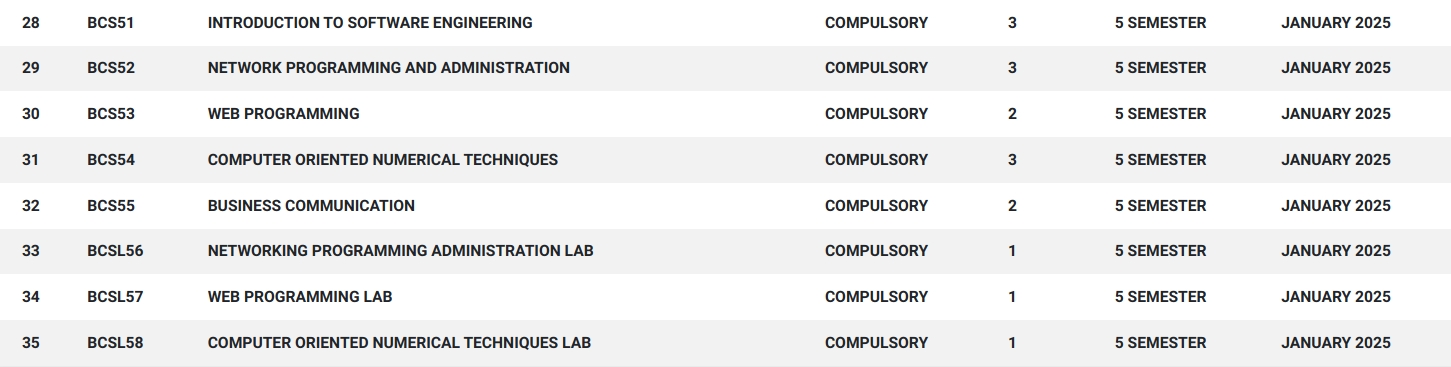 28 BCS51 INTRODUCTION TO SOFTWARE ENGINEERING COMPULSORY 3 5 SEMESTER JANUARY 2025
29 BCS52 NETWORK PROGRAMMING AND ADMINISTRATION COMPULSORY 3 5 SEMESTER JANUARY 2025
30 BCS53 WEB PROGRAMMING COMPULSORY 2 5 SEMESTER JANUARY 2025
31 BCS54 COMPUTER ORIENTED NUMERICAL TECHNIQUES COMPULSORY 3 5 SEMESTER JANUARY 2025
32 BCS55 BUSINESS COMMUNICATION COMPULSORY 2 5 SEMESTER JANUARY 2025
33 BCSL56 NETWORKING PROGRAMMING ADMINISTRATION LAB COMPULSORY 1 5 SEMESTER JANUARY 2025
34 BCSL57 WEB PROGRAMMING LAB COMPULSORY 1 5 SEMESTER JANUARY 2025
35 BCSL58 COMPUTER ORIENTED NUMERICAL TECHNIQUES LAB COMPULSORY 1 5 SEMESTER JANUARY 2025